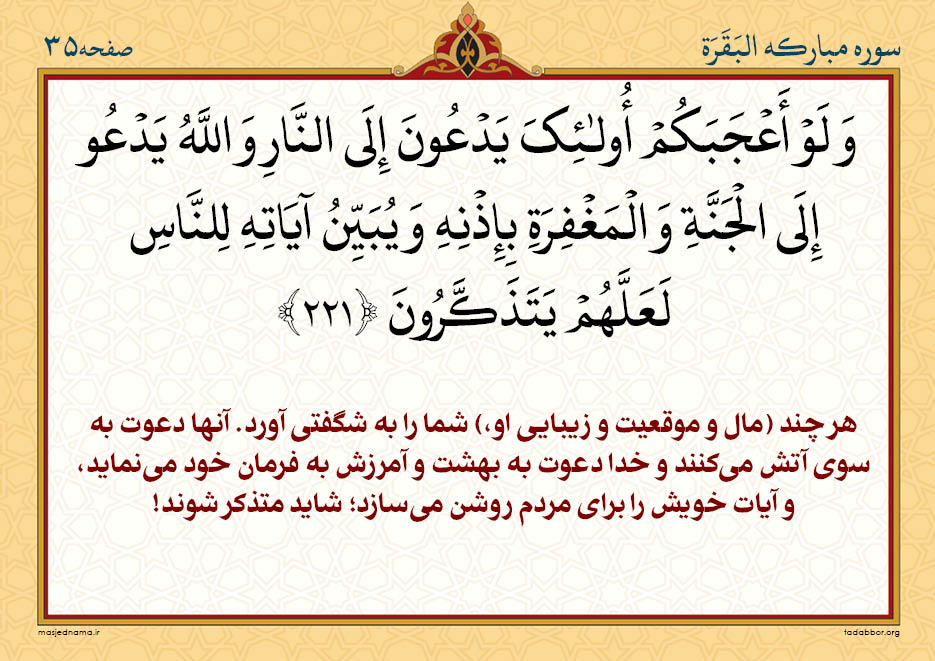 سوره مبارکه البَقَرَة
صفحه۳۵
وَ لَوْ أَعْجَبَكُمْ أُولٰئِکَ يَدْعُونَ إِلَى النَّارِ وَ اللَّهُ يَدْعُو
إِلَى الْجَنَّةِ وَ الْمَغْفِرَةِ بِإِذْنِهِ وَ يُبَيِّنُ آيَاتِهِ لِلنَّاسِ
لَعَلَّهُمْ يَتَذَكَّرُونَ ﴿۲۲۱﴾
هر چند (مال و موقعیت و زیبایی او،) شما را به شگفتی آورد. آنها دعوت به
سوی آتش می‌کنند و خدا دعوت به بهشت و آمرزش به فرمان خود می‌نماید،
و آیات خویش را برای مردم روشن می‌سازد؛ شاید متذکر شوند!
masjednama.ir
tadabbor.org